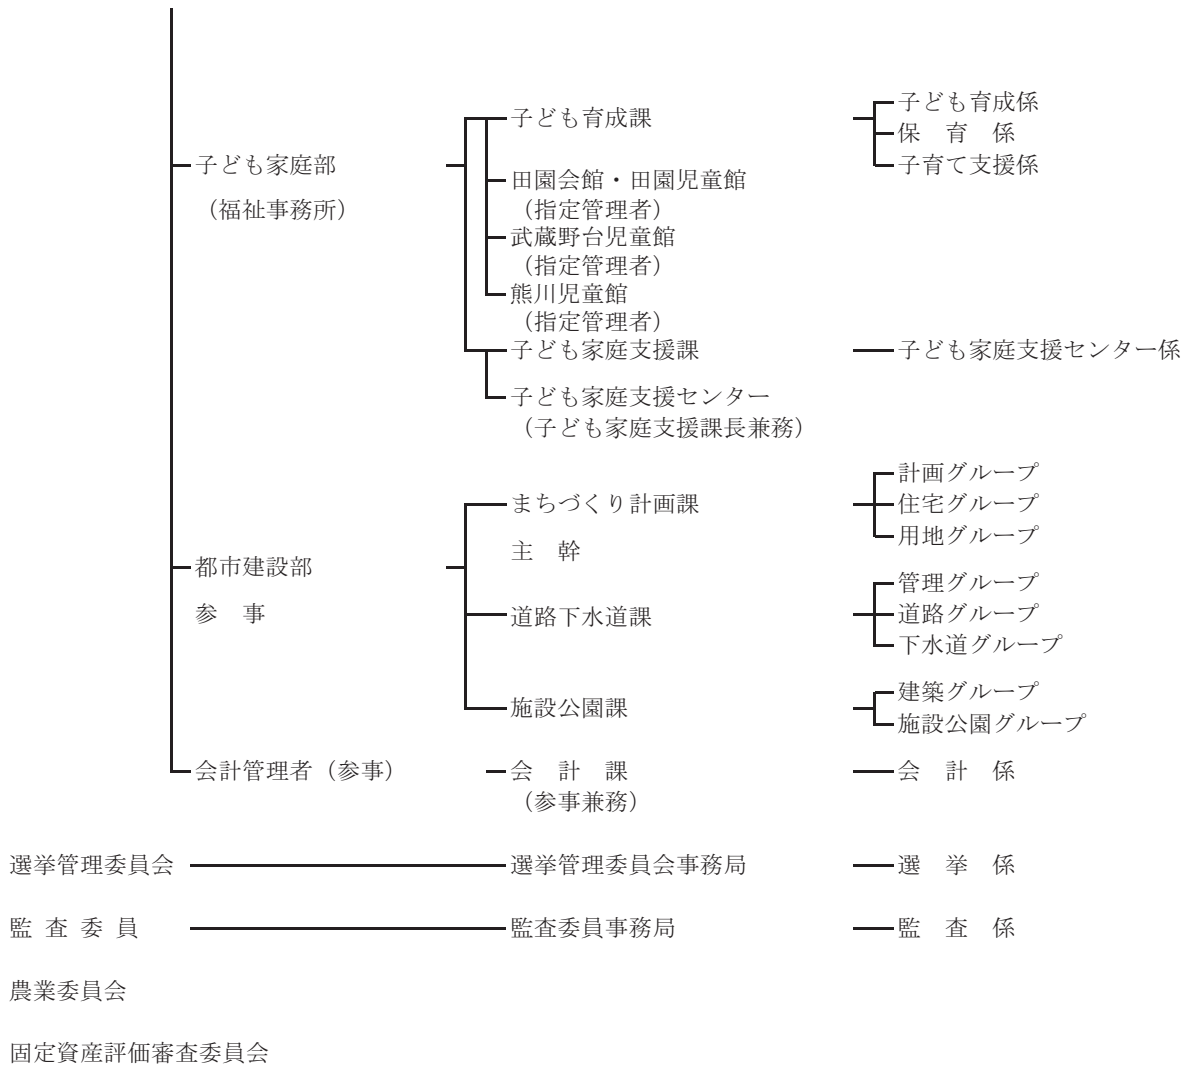 子ども育成課
子ども育成係
保　育　係
子育て支援係
子ども家庭部
（福祉事務所）
田園会館・田園児童館
（指定管理者）
武蔵野台児童館
（指定管理者）
熊川児童館
（指定管理者）
子ども家庭支援課
子ども家庭支援センター係
子ども家庭支援センター
（子ども家庭支援課長兼務）
都市建設部
参　事
まちづくり計画課
主　幹
計画グループ
住宅グループ
用地グループ
道路下水道課
管理グループ
道路グループ
下水道グループ
施設公園課
建築グループ
施設公園グループ
会計管理者（参事）
会　計　課
（参事兼務）
会　計　係
選挙管理委員会
選挙管理委員会事務局
選　挙　係
監 査 委 員
監査委員事務局
監　査　係
農業委員会
固定資産評価審査委員会